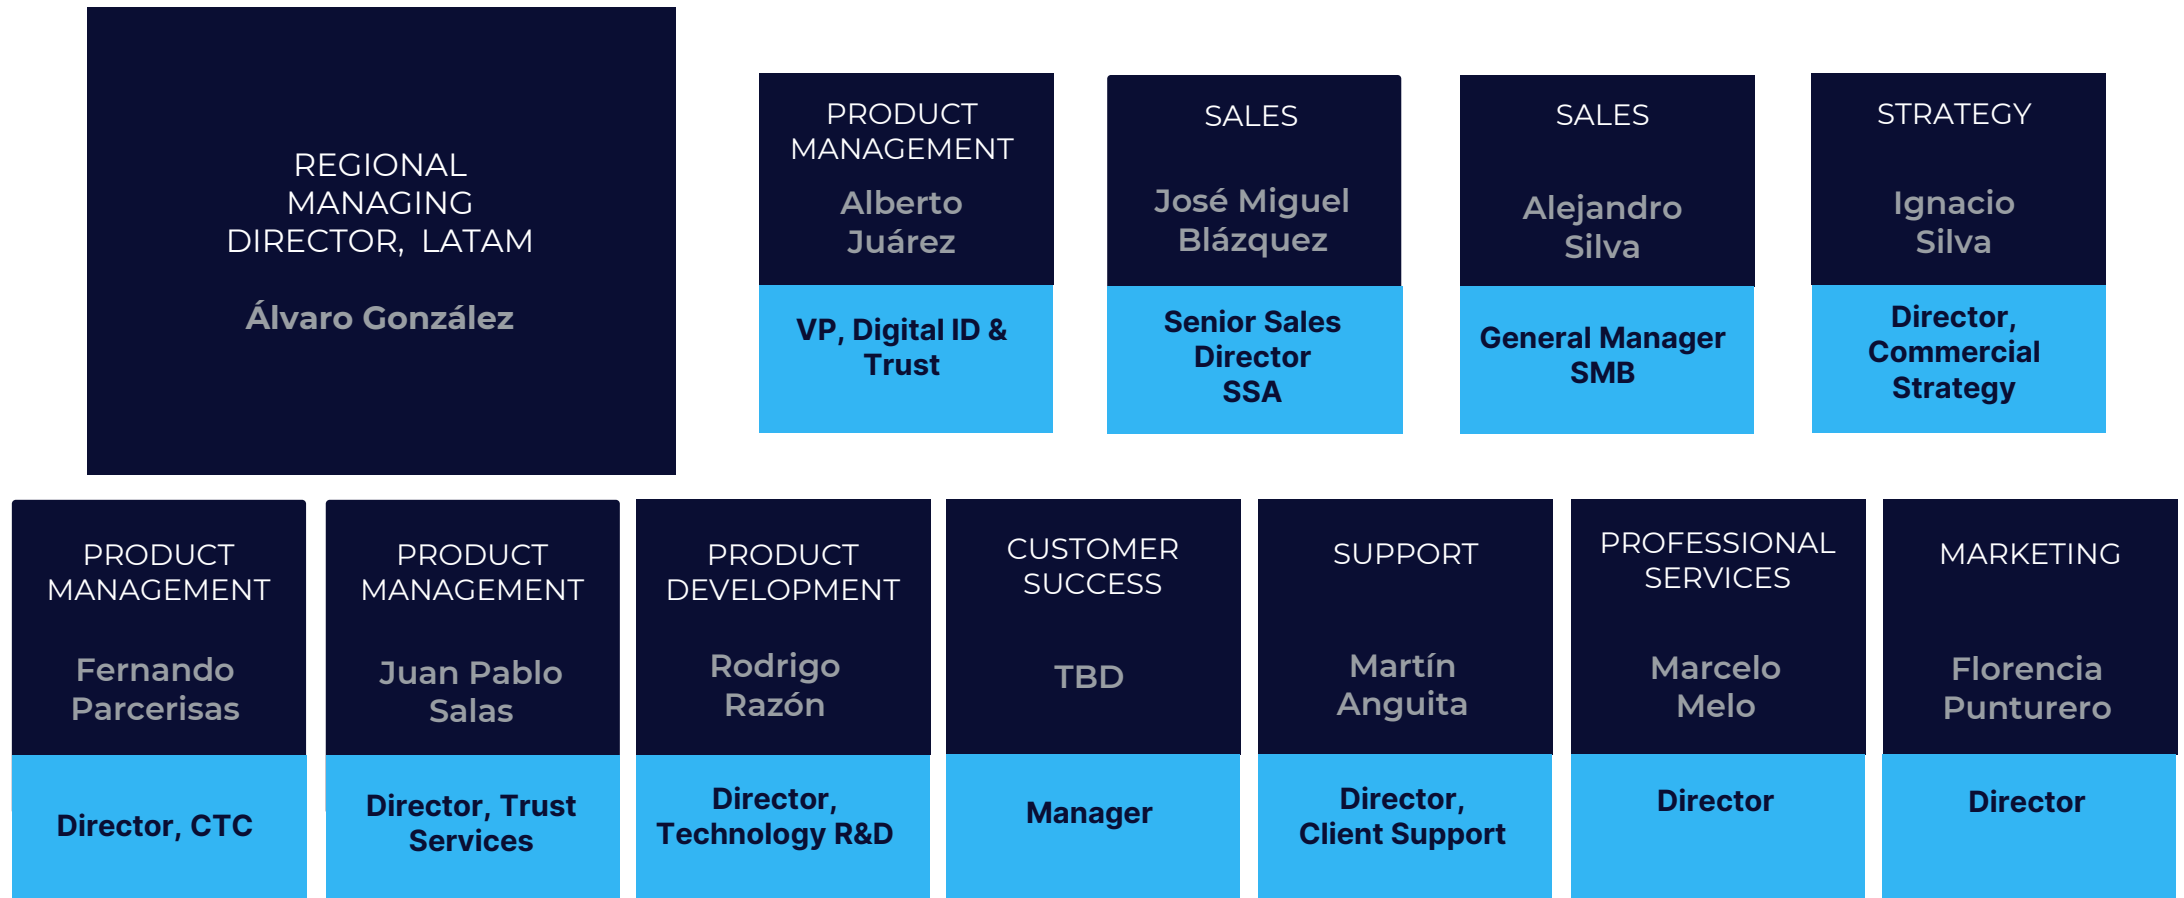 REGIONAL
MANAGING
DIRECTOR, LATAM
Álvaro González
PRODUCT
MANAGEMENT
Alberto
Juárez
VP, Digital ID &
Trust
SALES
José Miguel
Blázquez
Senior Sales
Director
SSA
SALES
Alejandro
Silva
General Manager
SMB
STRATEGY
Ignacio
Silva
Director,
Commercial
Strategy
PRODUCT
MANAGEMENT
Fernando
Parcerisas
Director, CTC
PRODUCT
MANAGEMENT
Juan Pablo
Salas
Director, Trust
Services
PRODUCT
DEVELOPMENT
Rodrigo
Razón
Director,
Technology R&D
CUSTOMER
SUCCESS
TBD
Manager
SUPPORT
Martín
Anguita
Director,
Client Support
PROFESSIONAL
SERVICES
Marcelo
Melo
Director
MARKETING
Florencia
Punturero
Director